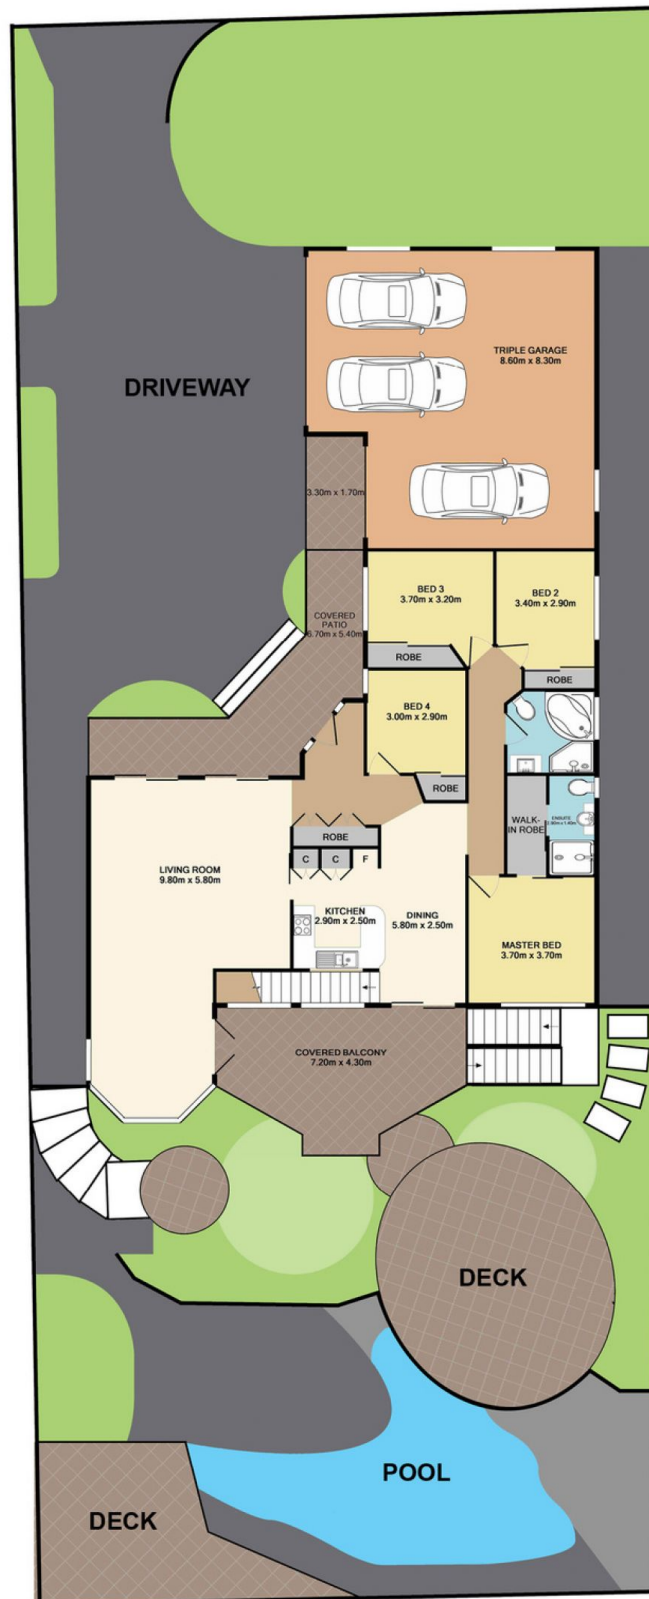 TRIPLE GARAGE
8.60m x 8.30m
DRIVEWAY
3.30m x 1.70m
BED 3
3.70m x 3.20m
BED 2
3.40m x 2.90m
COVERED
PATIO
6.70m x 5.40m
ROBE
ROBE
BED 4
3.00m x 2.90m
ROBE
WALK-
IN ROBE
ENSUITE
ROBE
C
C
F
LIVING ROOM
9.80m x 5.80m
KITCHEN
2.90m x 2.50m
DINING
5.80m x 2.50m
MASTER BED
3.70m x 3.70m
COVERED BALCONY
7.20m x 4.30m
DECK
POOL
DECK